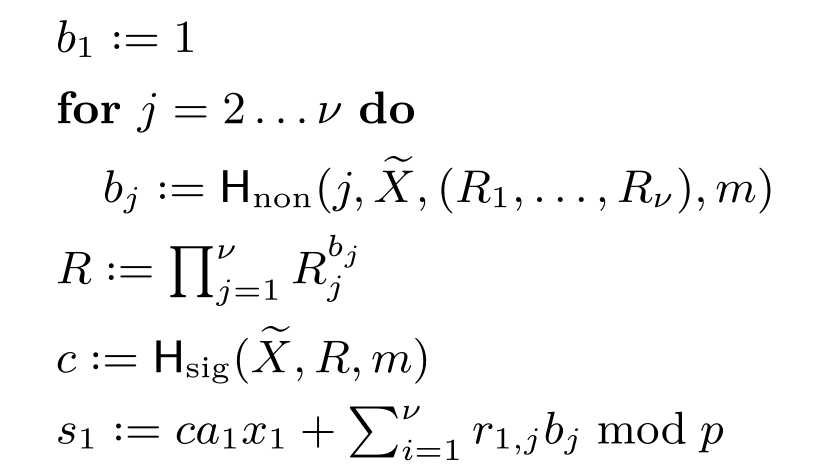 b₁ := 1
for j = 2 … ν do
b_j := H_non(j, X̃, (R₁, …, R_ν), m)
R := ∏_{j=1}^{ν} R_j^{b_j}
c := H_sig(X̃, R, m)
s₁ := ca₁x₁ + ∑_{i=1}^{ν} r_{1,j}b_j mod p